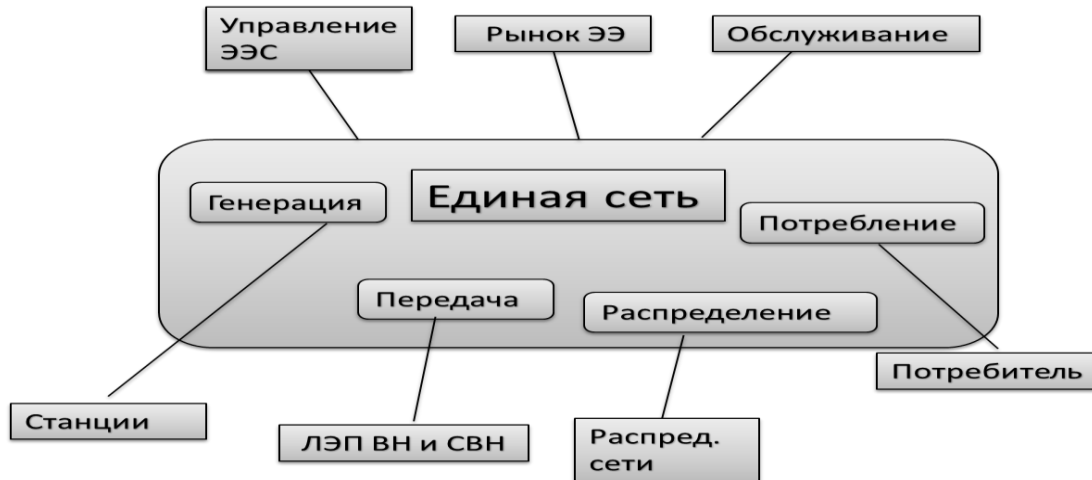 Управление
ЭЭС
Рынок ЭЭ
Обслуживание
Генерация
Единая сеть
Потребление
Передача
Распределение
Потребитель
Станции
ЛЭП ВН и СВН
Распред.
сети